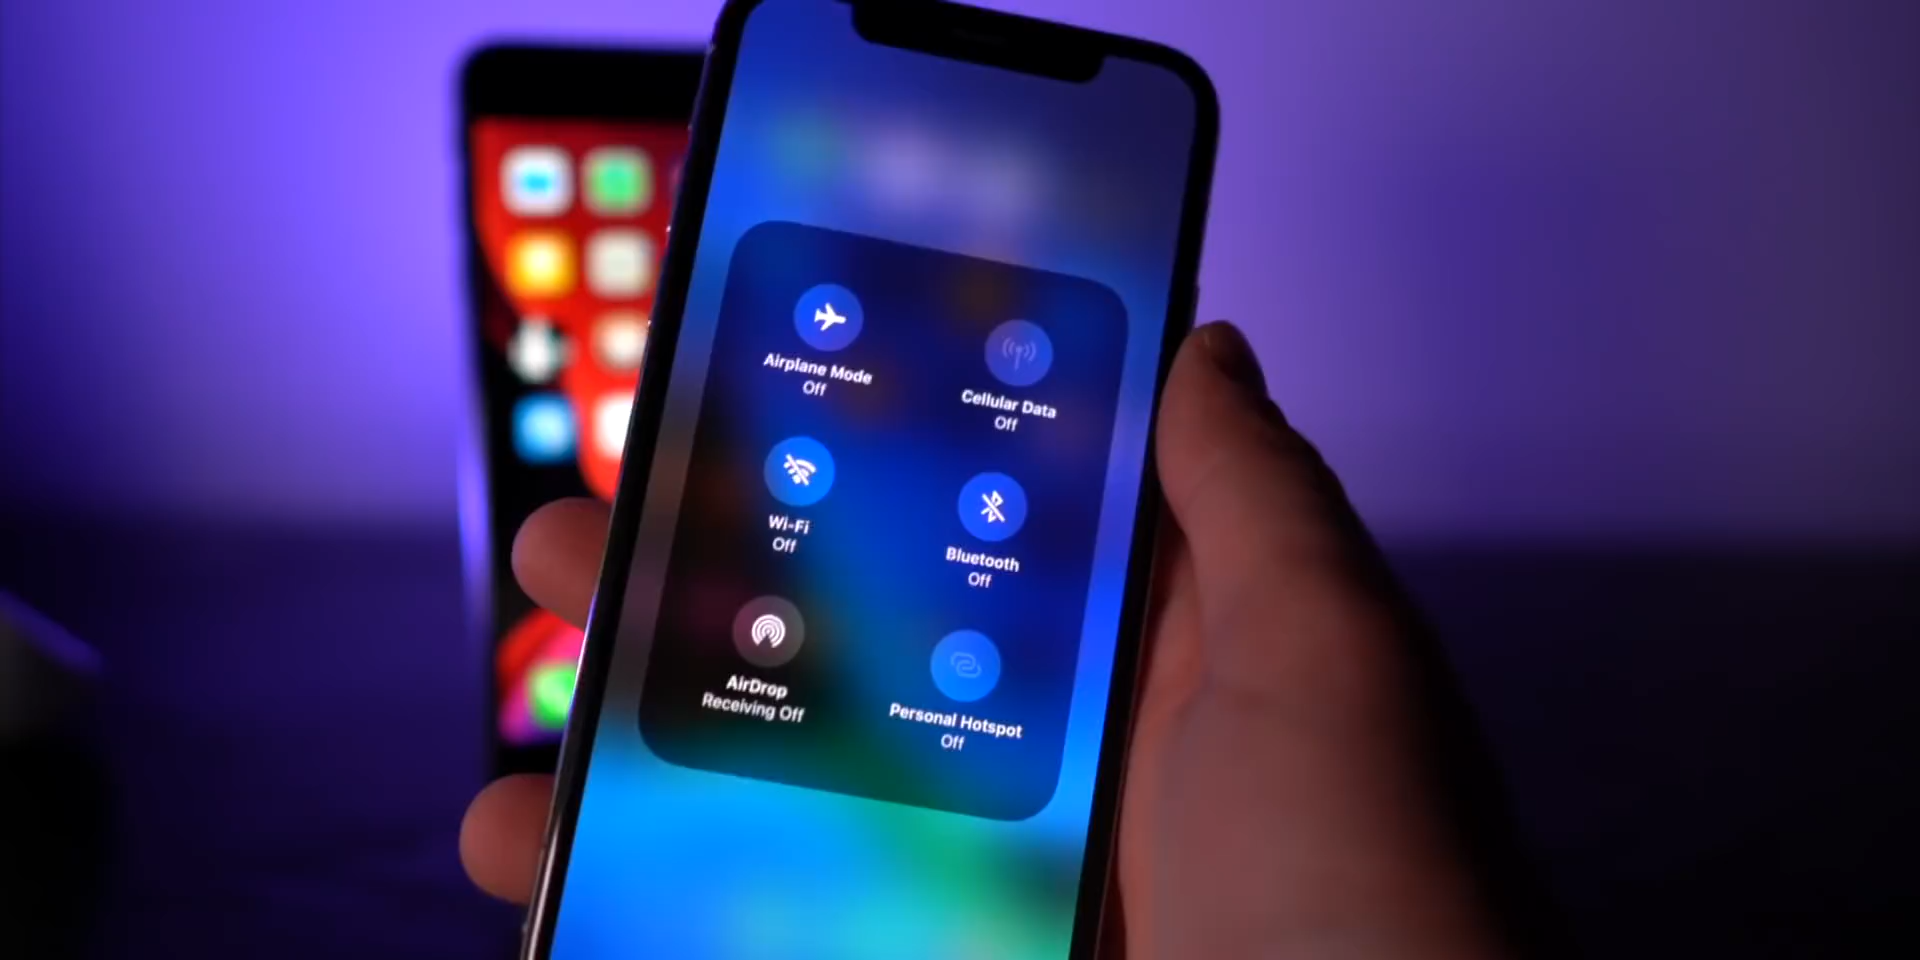 Airplane Mode
Off
Cellular Data
Off
Wi-Fi
Off
Bluetooth
Off
AirDrop
Receiving Off
Personal Hotspot
Off